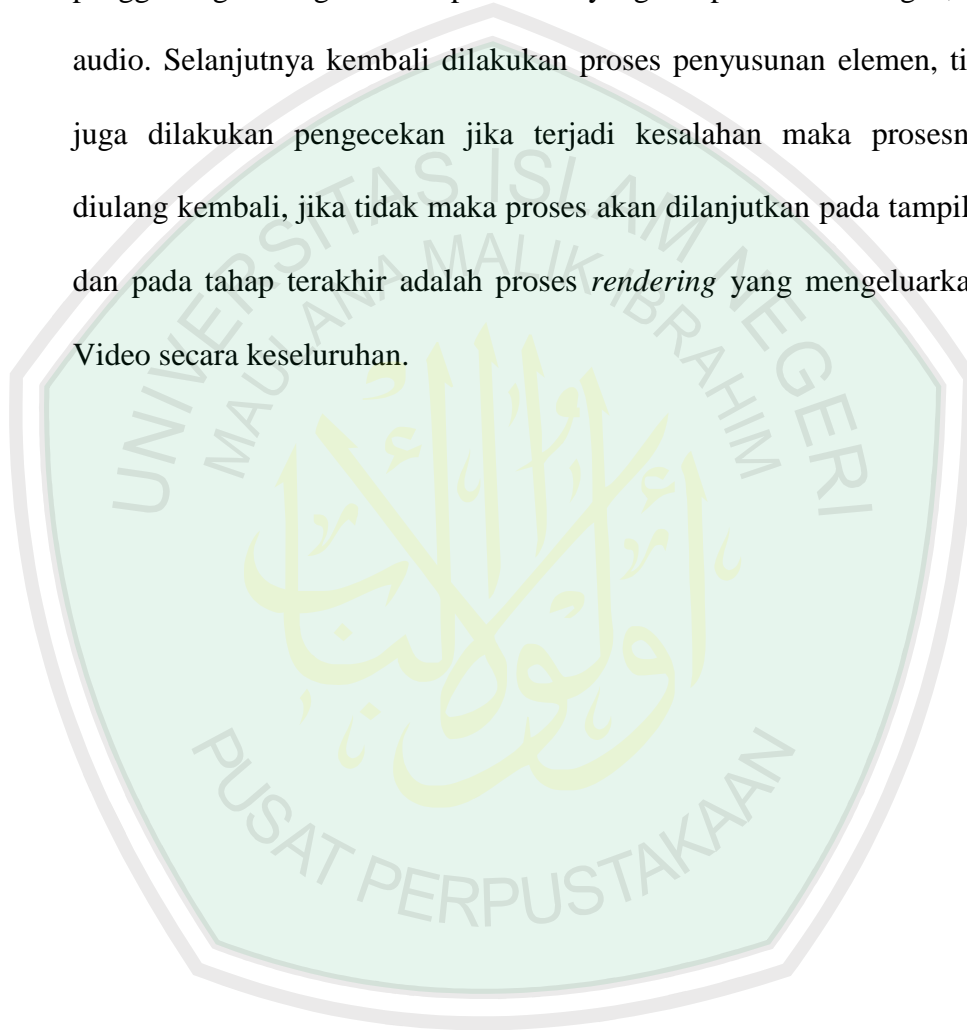 audio. Selanjutnya kembali dilakukan proses penyusunan elemen, ti
juga dilakukan pengecekan jika terjadi kesalahan maka prosesn
diulang kembali, jika tidak maka proses akan dilanjutkan pada tampil
dan pada tahap terakhir adalah proses rendering yang mengeluarka
Video secara keseluruhan.
UNIVERSITAS ISLAM NEGERI
MAULANA MALIK IBRAHIM
أولوا الألباب
PUSAT PERPUSTAKAAN